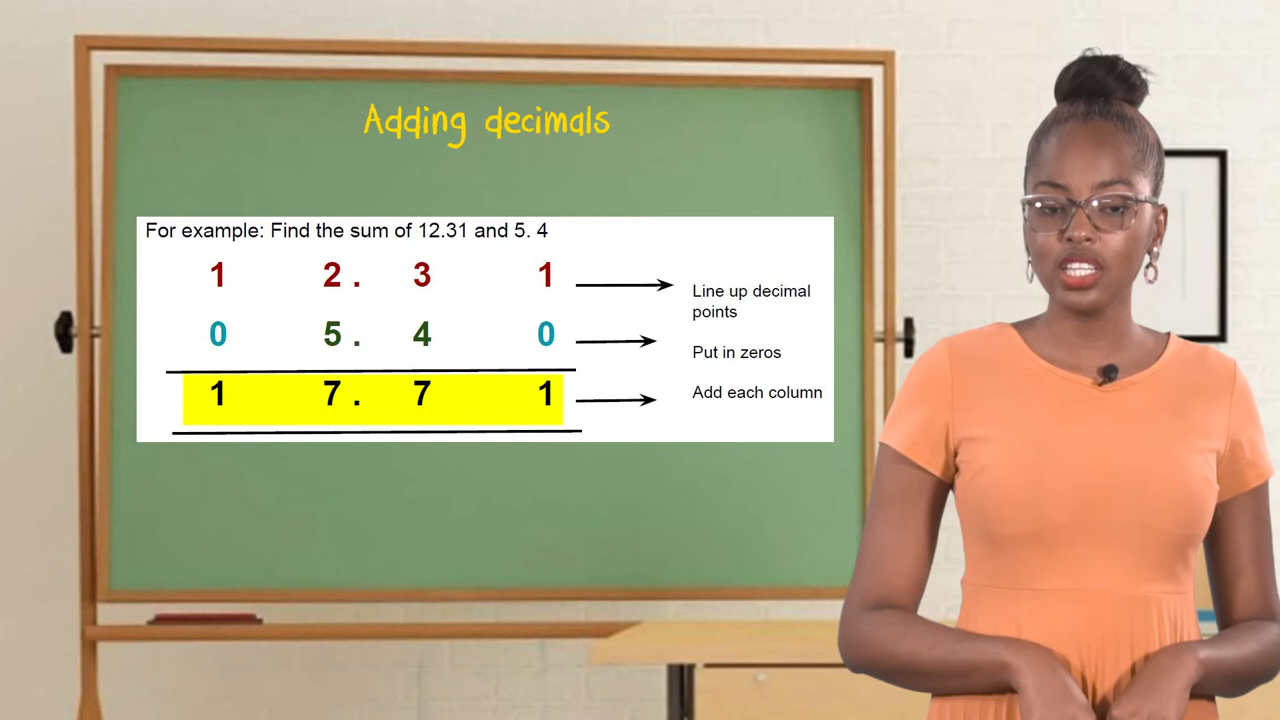 Adding decimals
For example: Find the sum of 12.31 and 5. 4
1 2 . 3 1
Line up decimal
points
0 5 . 4 0
Put in zeros
1 7 . 7 1
Add each column